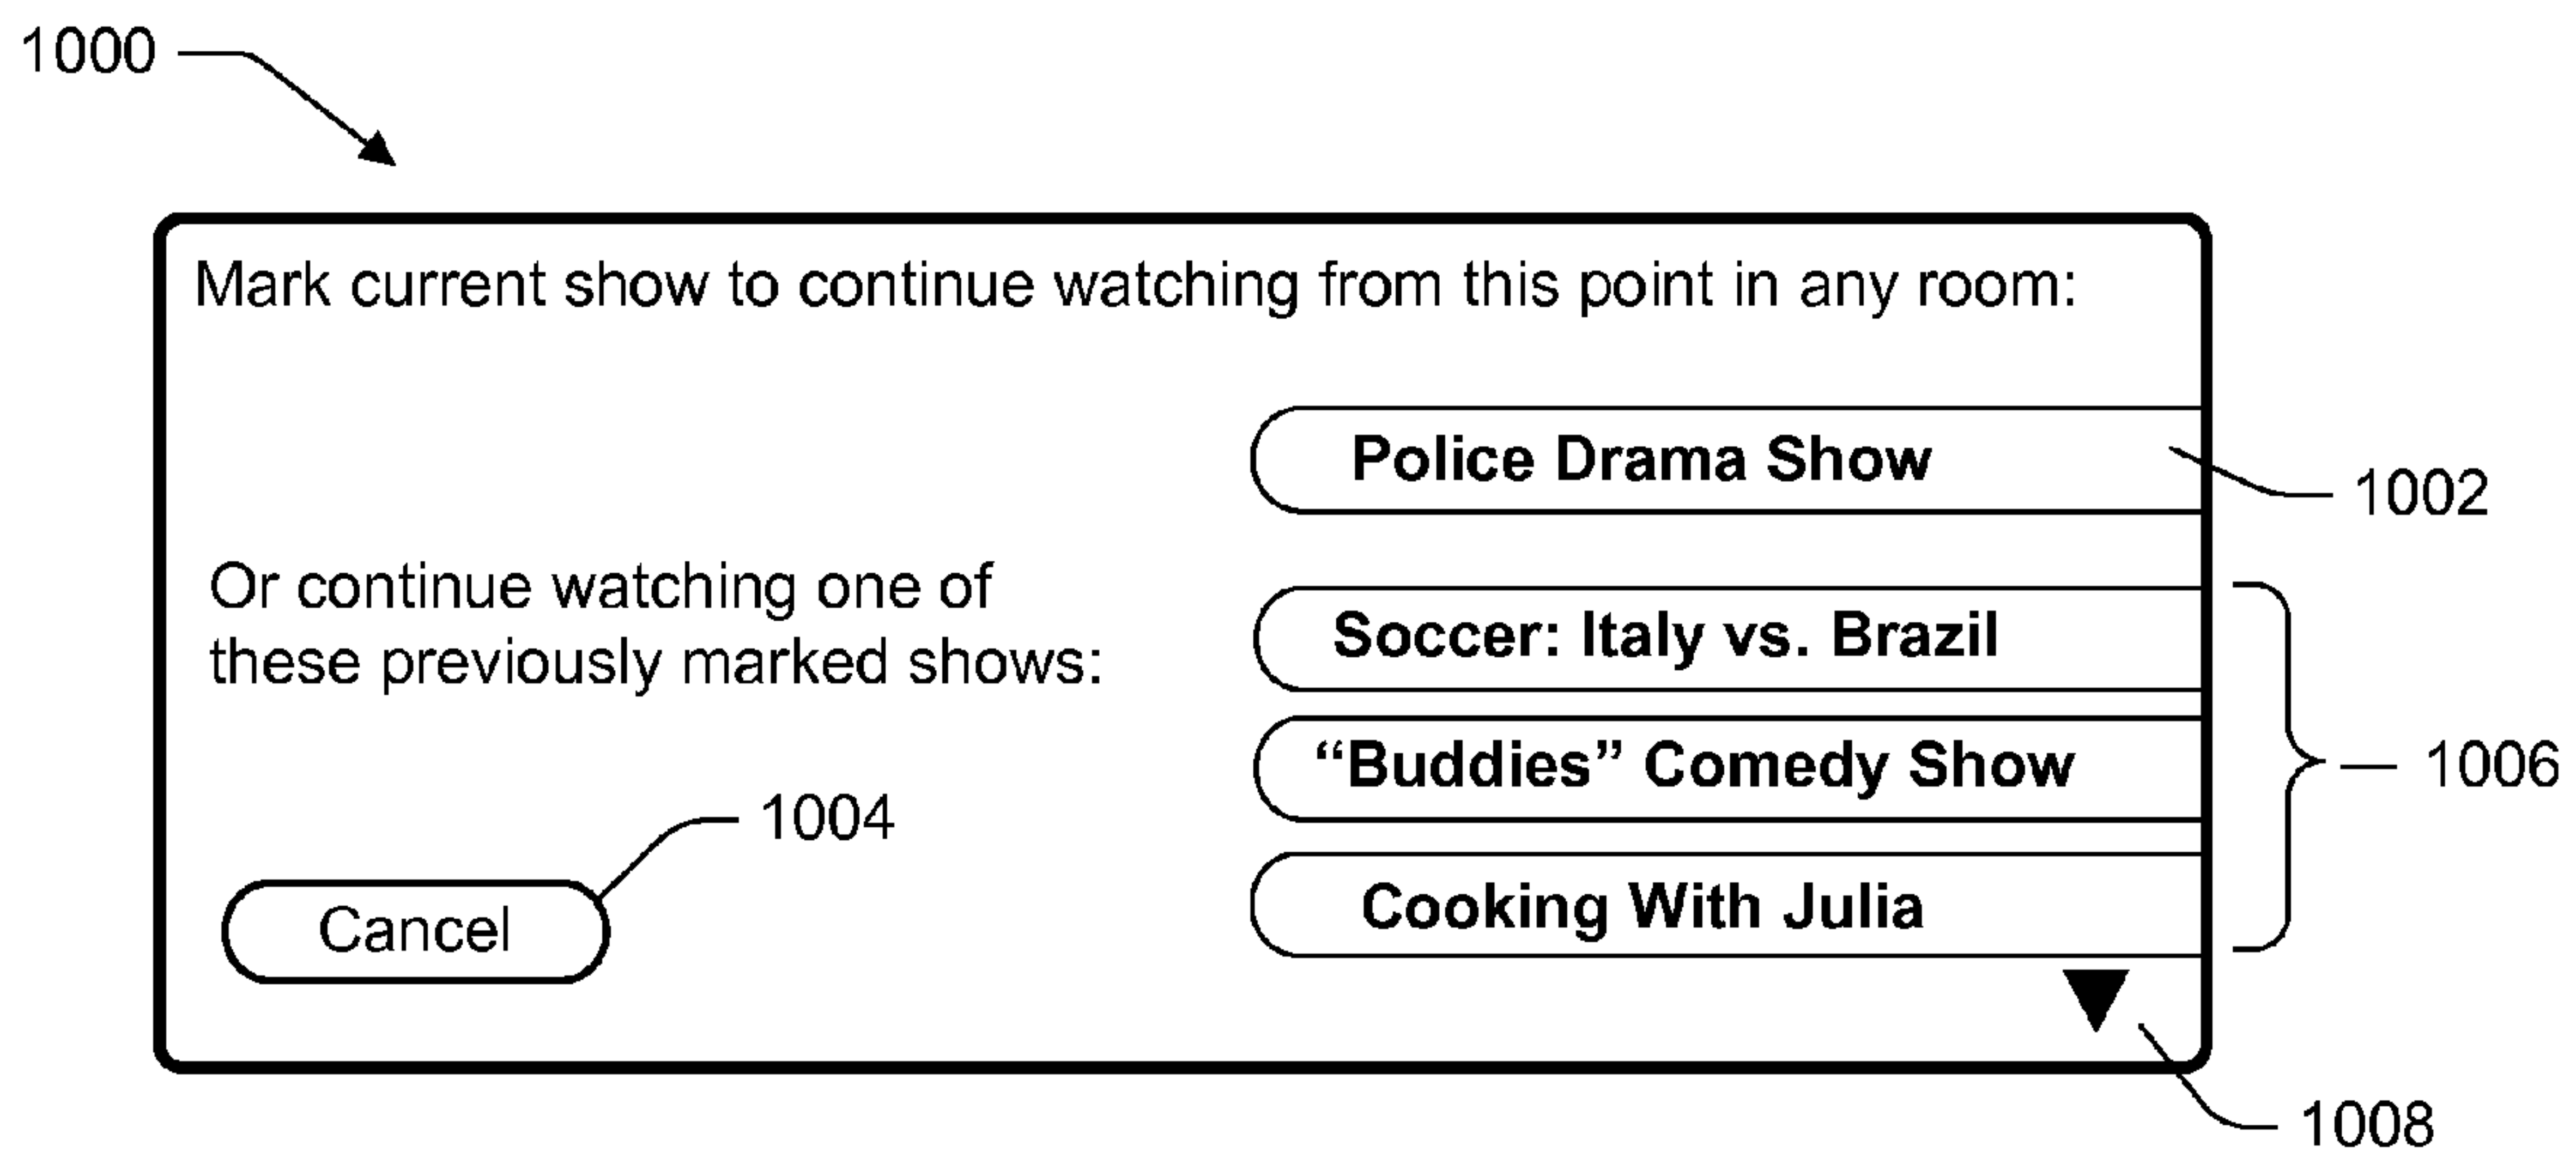 1000
Mark current show to continue watching from this point in any room:
Police Drama Show
1002
Or continue watching one of
these previously marked shows:
Soccer: Italy vs. Brazil
“Buddies” Comedy Show
1006
1004
Cooking With Julia
Cancel
1008